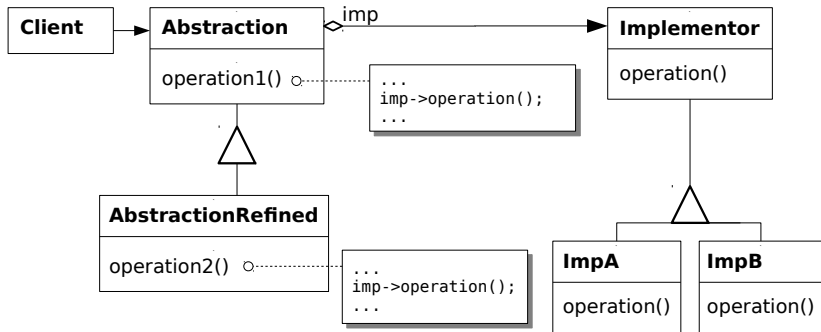 imp
Client
Abstraction
Implementor
operation1()
operation()
...
imp->operation();
...
AbstractionRefined
operation2()
...
imp->operation();
...
ImpA
ImpB
operation()
operation()